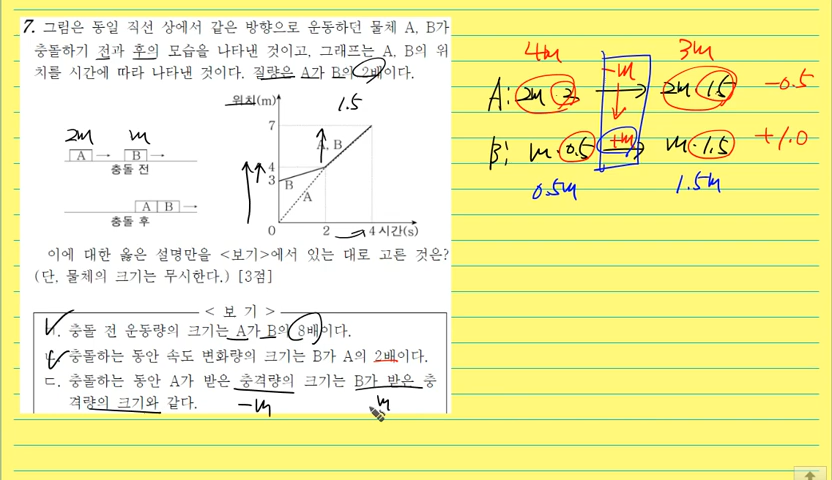 7. 그림은 동일 직선 상에서 같은 방향으로 운동하던 물체 A, B가
충돌하기 전과 후의 모습을 나타낸 것이고, 그래프는 A, B의 위
치를 시간에 따라 나타낸 것이다. 질량은 A가 B의 2배이다.
위치(m)
1.5
7
4
3
0
2
4 시간(s)
A, B
B
A
2m m
A B
충돌 전
A B
충돌 후
이에 대한 옳은 설명만을 <보기>에서 있는 대로 고른 것은?
(단, 물체의 크기는 무시한다.) [3점]
<보 기>
ㄱ. 충돌 전 운동량의 크기는 A가 B의 8배이다.
ㄴ. 충돌하는 동안 속도 변화량의 크기는 B가 A의 2배이다.
ㄷ. 충돌하는 동안 A가 받은 충격량의 크기는 B가 받은 충
격량의 크기와 같다.
-m m
4m 3m
A: 2m·2 -m 2m·1.5 -0.5
B: m·0.5 +m m·1.5 +1.0
0.5m 1.5m